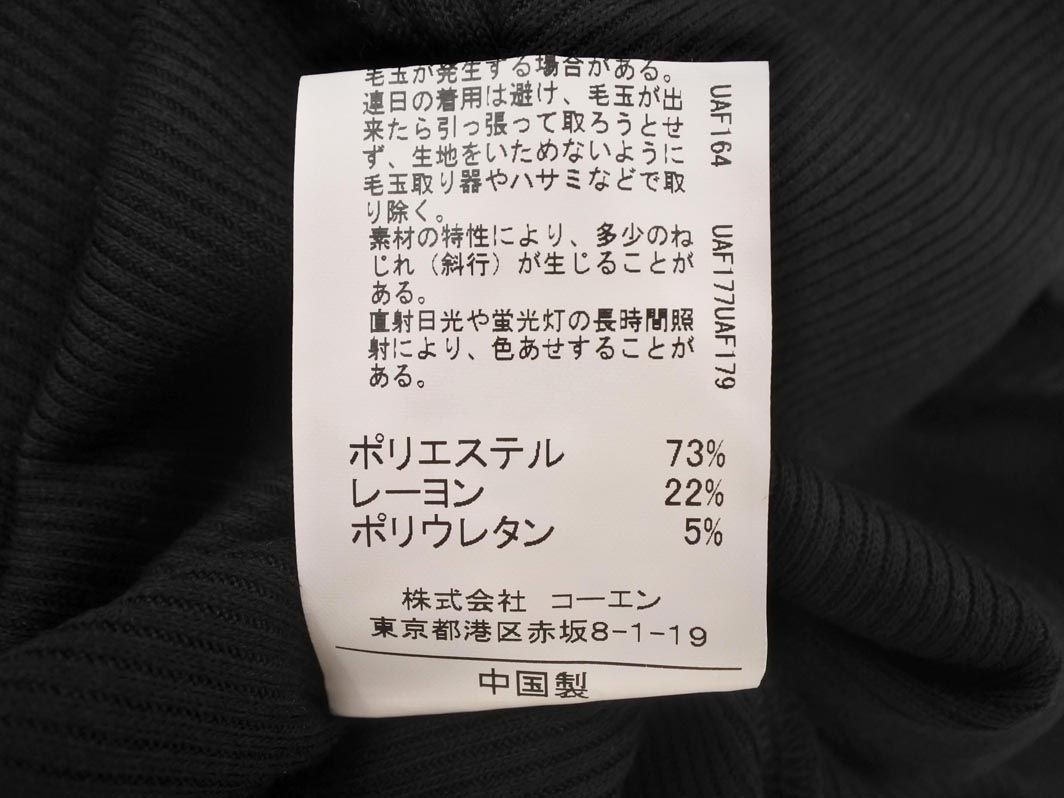 毛玉が発生する場合がある。
連日の着用は避け、毛玉が出
来たら引っ張って取ろうとせ
ず、生地をいためないように
毛玉取り器やハサミなどで取
り除く。
素材の特性により、多少のね
じれ（斜行）が生じることが
ある。
直射日光や蛍光灯の長時間照
射により、色あせすることが
ある。
UAF164
UAF177UAF179
ポリエステル 73%
レーヨン 22%
ポリウレタン 5%
株式会社 コーエン
東京都港区赤坂8-1-19
中国製